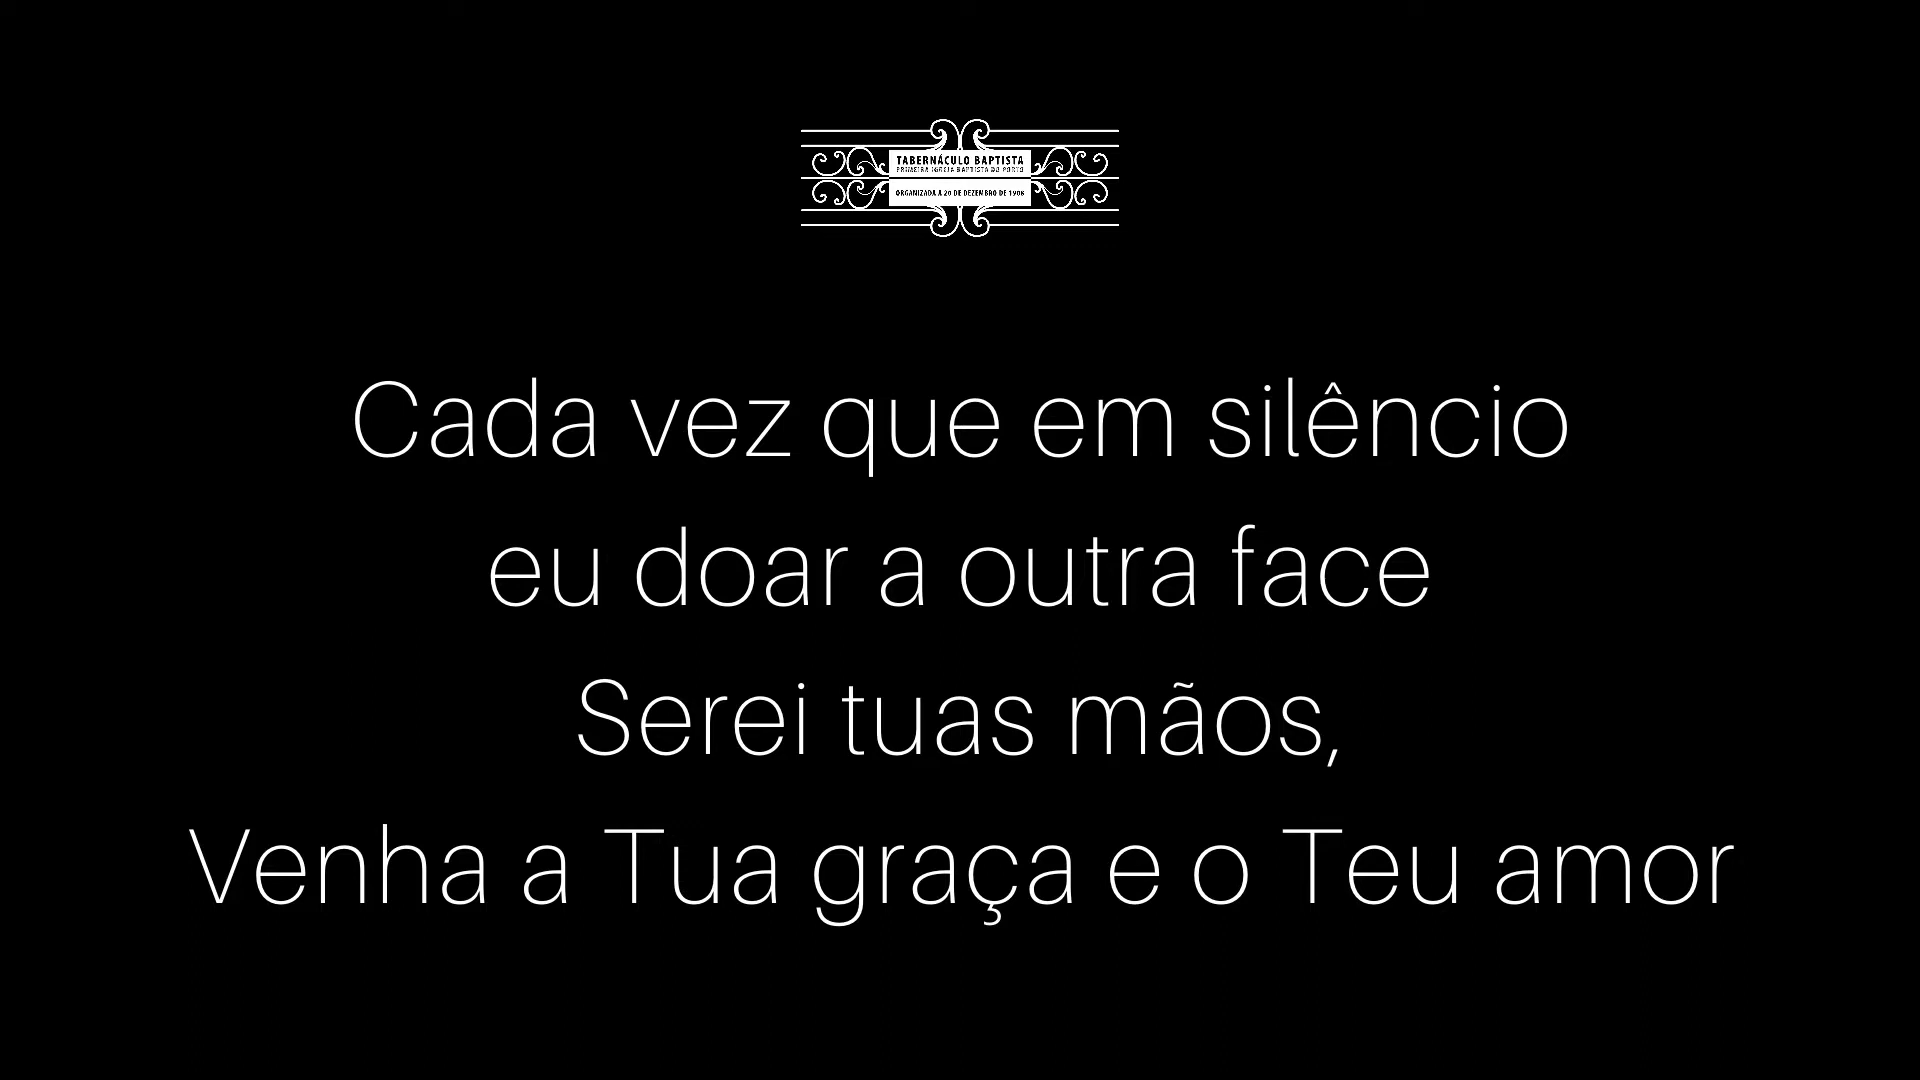 TABERNÁCULO BAPTISTA
PRIMEIRA IGREJA BAPTISTA DO PORTO
ORGANIZADA A 20 DE DEZEMBRO DE 1908
Cada vez que em silêncio
eu doar a outra face
Serei tuas mãos,
Venha a Tua graça e o Teu amor